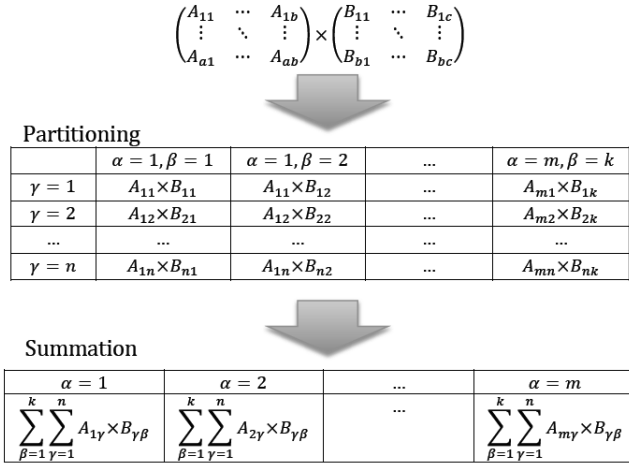 A₁₁ ⋯ A₁b B₁₁ ⋯ B₁c
⋮ ⋱ ⋮ × ⋮ ⋱ ⋮
Aₐ₁ ⋯ Aₐb Bb₁ ⋯ Bbc
Partitioning
α = 1, β = 1 α = 1, β = 2 ... α = m, β = k
γ = 1 A₁₁×B₁₁ A₁₁×B₁₂ ... Aₘ₁×B₁ₖ
γ = 2 A₁₂×B₂₁ A₁₂×B₂₂ ... Aₘ₂×B₂ₖ
... ... ... ... ...
γ = n A₁ₙ×Bₙ₁ A₁ₙ×Bₙ₂ ... Aₘₙ×Bₙₖ
Summation
α = 1 α = 2 ... α = m
k n k n ... k n
∑ ∑ A₁γ×Bγβ ∑ ∑ A₂γ×Bγβ ∑ ∑ Aₘγ×Bγβ
β=1 γ=1 β=1 γ=1 β=1 γ=1